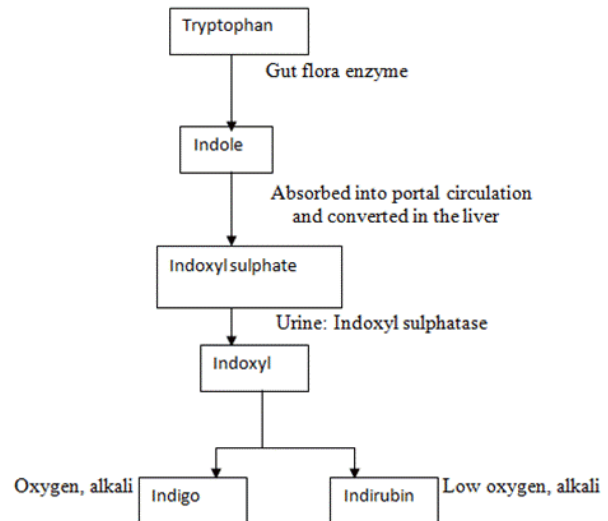 Tryptophan
Gut flora enzyme
Indole
Absorbed into portal circulation
and converted in the liver
Indoxyl sulphate
Urine: Indoxyl sulphatase
Indoxyl
Oxygen, alkali
Indigo
Indirubin
Low oxygen, alkali